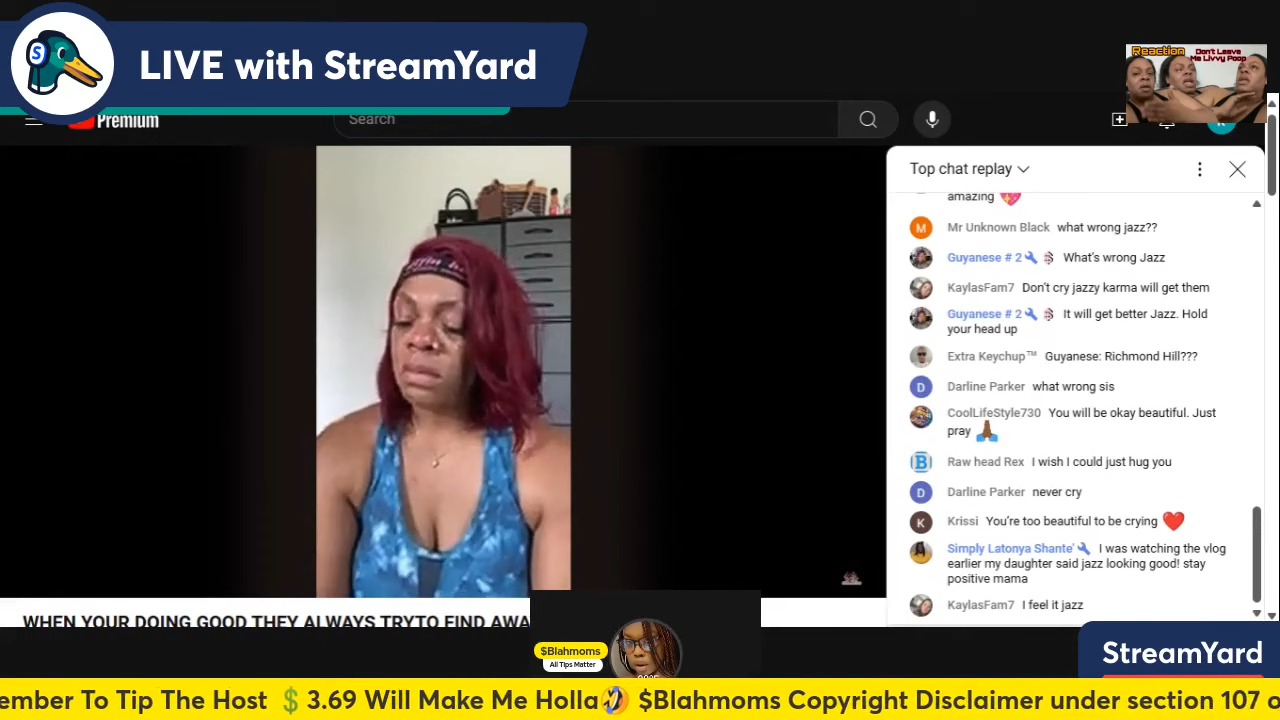 LIVE with StreamYard
S
Reaction
Don't Leave
Me Livvy Poop
Premium
Search
Top chat replay
amazing 💖
M Mr Unknown Black what wrong jazz??
Guyanese # 2 What's wrong Jazz
KaylasFam7 Don't cry jazzy karma will get them
Guyanese # 2 It will get better Jazz. Hold
your head up
Extra Keychup™ Guyanese: Richmond Hill???
D Darline Parker what wrong sis
CoolLifeStyle730 You will be okay beautiful. Just
pray 🙏🏾
B Raw head Rex I wish I could just hug you
D Darline Parker never cry
K Krissi You're too beautiful to be crying ❤️
Simply Latonya Shante' I was watching the vlog
earlier my daughter said jazz looking good! stay
positive mama
KaylasFam7 I feel it jazz
WHEN YOUR DOING GOOD THEY ALWAYS TRYTO FIND AWA
$Blahmoms
All Tips Matter
StreamYard
ember To Tip The Host 💲3.69 Will Make Me Holla🤣 $Blahmoms Copyright Disclaimer under section 107 o